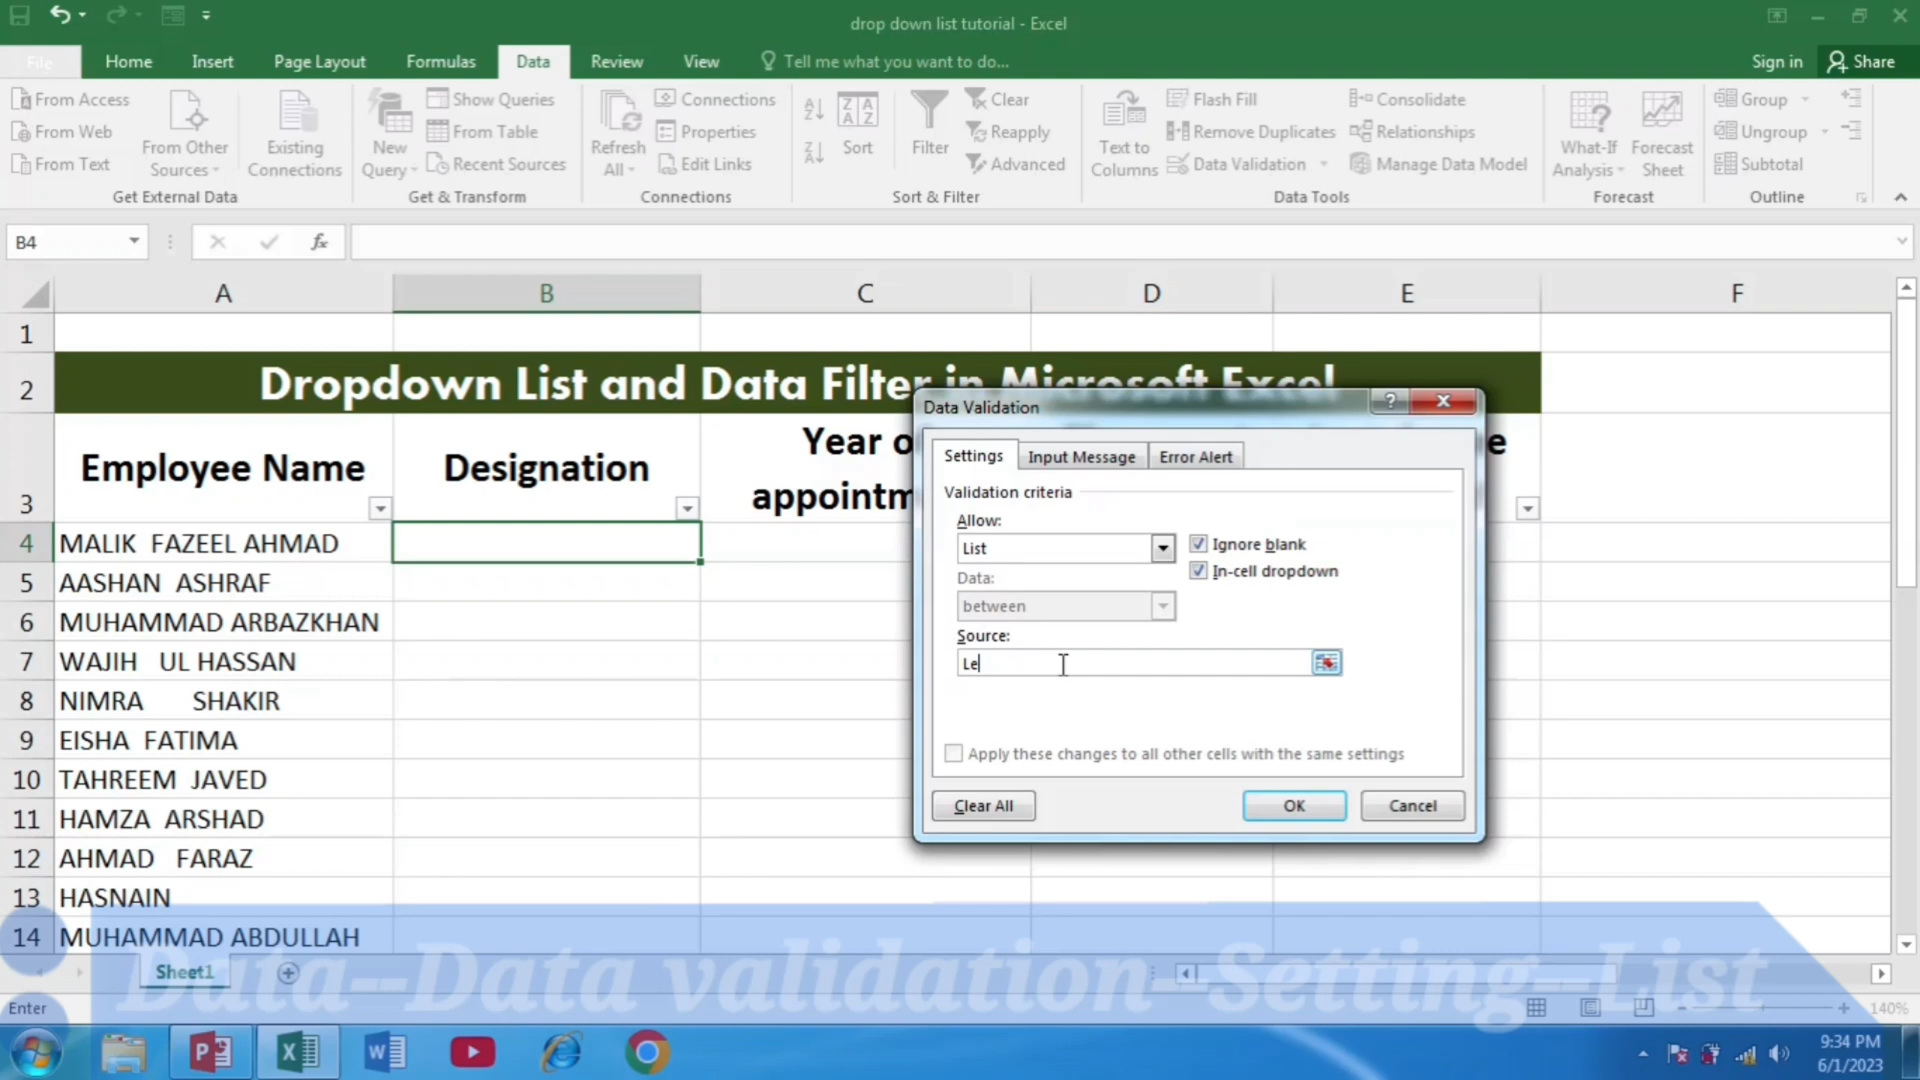 drop down list tutorial - Excel
File Home Insert Page Layout Formulas Data Review View Tell me what you want to do... Sign in Share
From Access
From Web
From Text
From Other Sources
Existing Connections
Get External Data
New Query
Show Queries
From Table
Recent Sources
Get & Transform
Refresh All
Connections
Properties
Edit Links
Connections
Sort
Filter
Clear
Reapply
Advanced
Sort & Filter
Text to Columns
Flash Fill
Remove Duplicates
Data Validation
Consolidate
Relationships
Manage Data Model
Data Tools
What-If Analysis
Forecast Sheet
Forecast
Group
Ungroup
Subtotal
Outline
B4 fx
A B C D E F
1
2 Dropdown List and Data Filter in Microsoft Excel
3 Employee Name Designation
Year o
appointm
e
4 MALIK FAZEEL AHMAD
5 AASHAN ASHRAF
6 MUHAMMAD ARBAZKHAN
7 WAJIH UL HASSAN
8 NIMRA SHAKIR
9 EISHA FATIMA
10 TAHREEM JAVED
11 HAMZA ARSHAD
12 AHMAD FARAZ
13 HASNAIN
14 MUHAMMAD ABDULLAH
Data Validation
Settings Input Message Error Alert
Validation criteria
Allow:
List
Ignore blank
In-cell dropdown
Data:
between
Source:
Le
Apply these changes to all other cells with the same settings
Clear All OK Cancel
Sheet1
Data--Data validation--Setting--List
Enter 140%
9:34 PM
6/1/2023